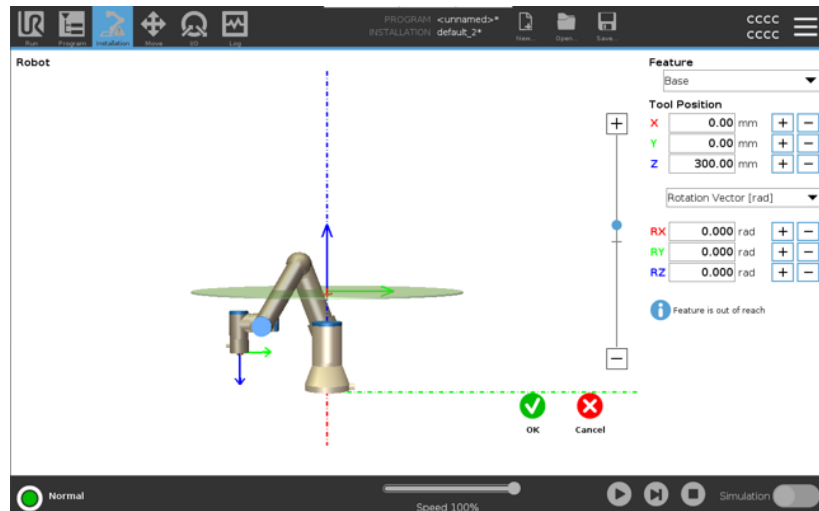 PROGRAM <unnamed>*
INSTALLATION default_2*
CCCC
CCCC
Run
Program
Installation
Move
I/O
Log
New...
Open...
Save...
Robot
Feature
Base
Tool Position
X 0.00 mm + −
Y 0.00 mm + −
Z 300.00 mm + −
Rotation Vector [rad]
RX 0.000 rad + −
RY 0.000 rad + −
RZ 0.000 rad + −
Feature is out of reach
OK
Cancel
Normal
Speed 100%
Simulation